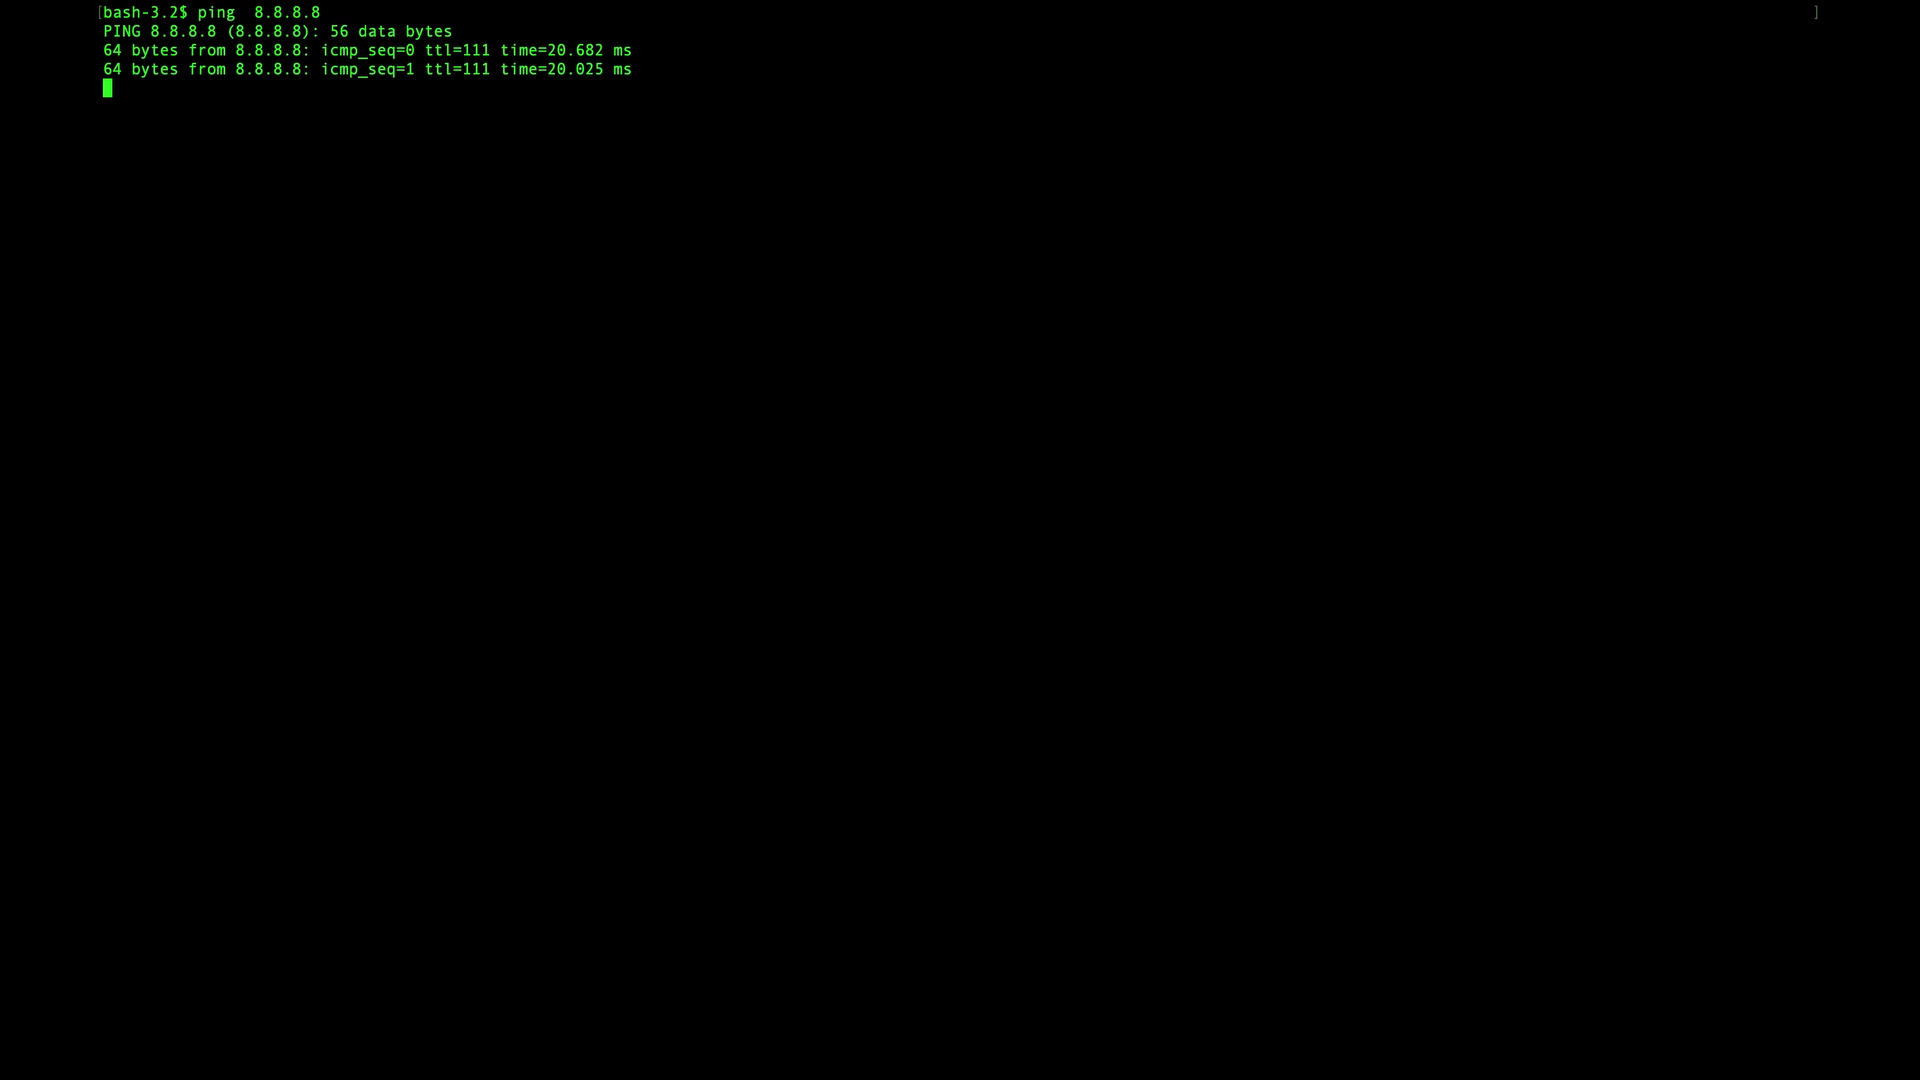 [bash-3.2$ ping  8.8.8.8 ]
PING 8.8.8.8 (8.8.8.8): 56 data bytes
64 bytes from 8.8.8.8: icmp_seq=0 ttl=111 time=20.682 ms
64 bytes from 8.8.8.8: icmp_seq=1 ttl=111 time=20.025 ms